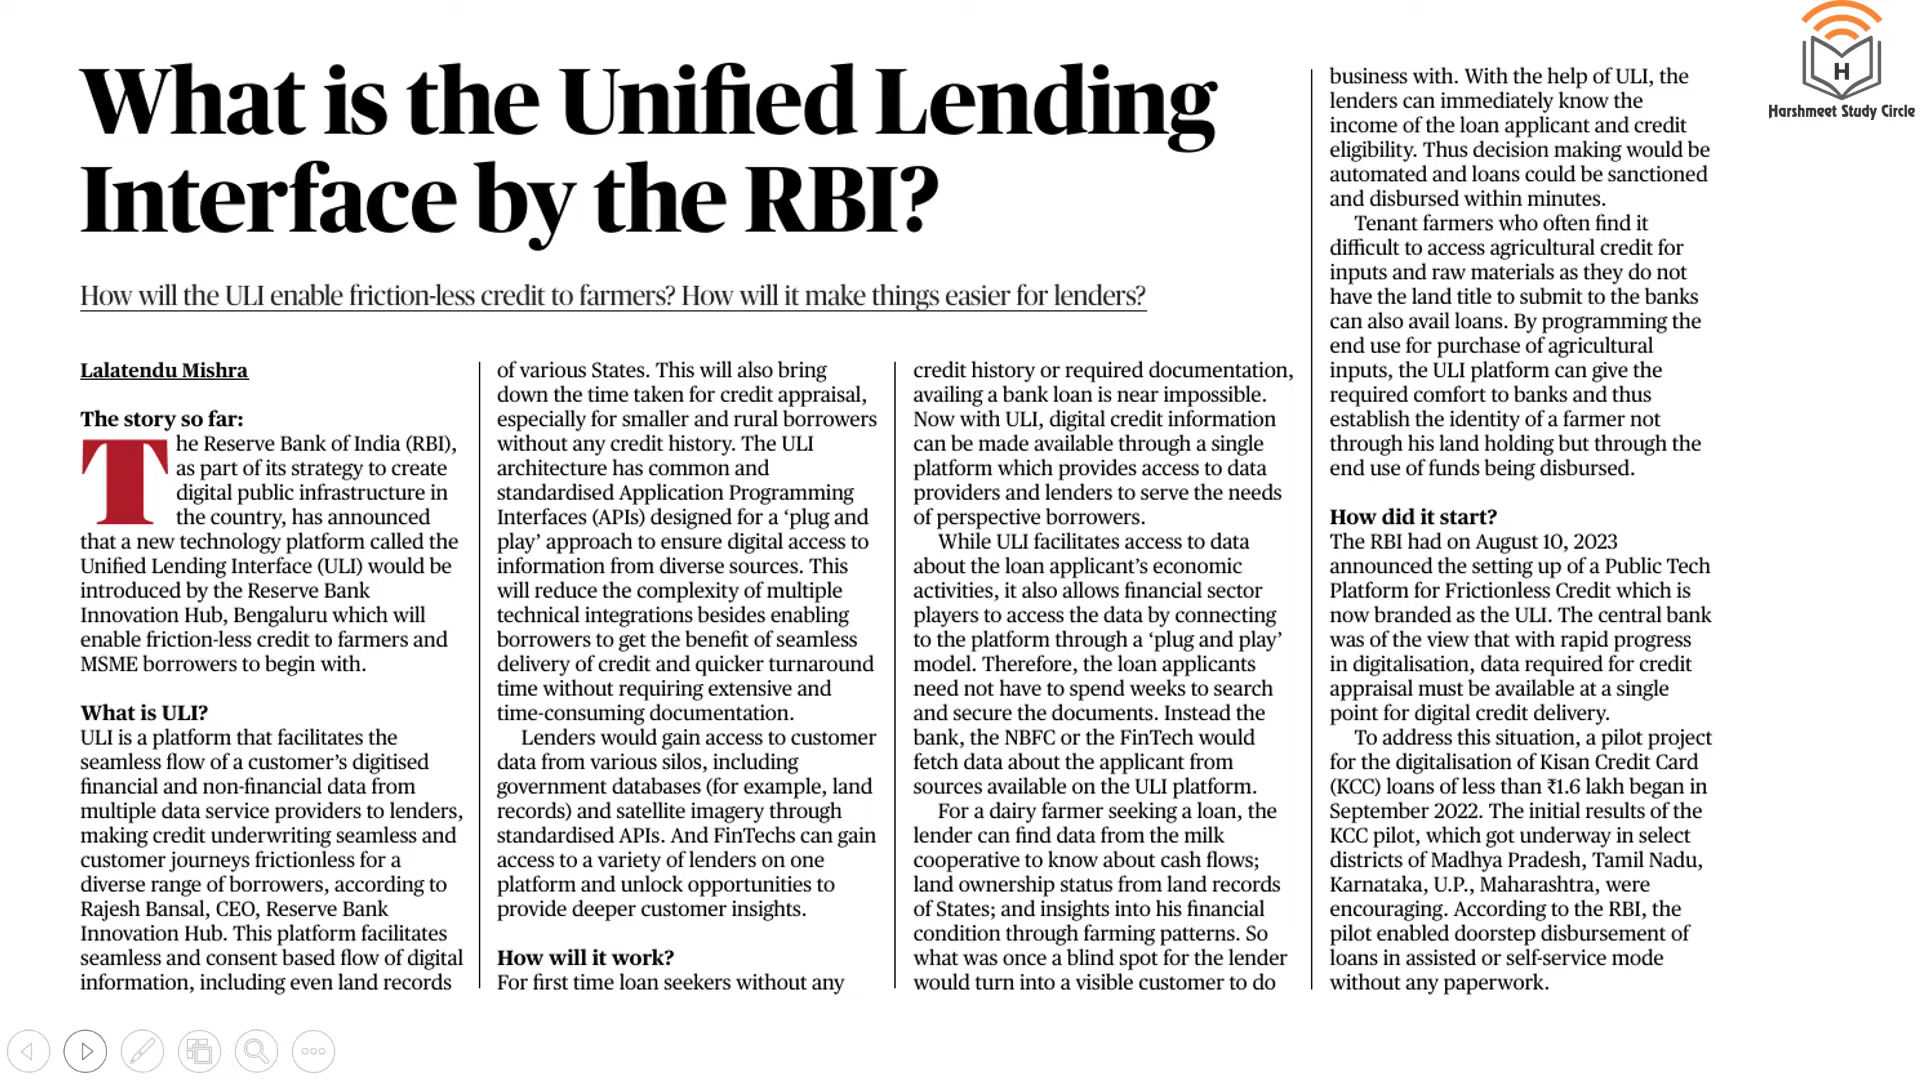 What is the Unified Lending
Interface by the RBI?
How will the ULI enable friction-less credit to farmers? How will it make things easier for lenders?
Lalatendu Mishra
The story so far:
The Reserve Bank of India (RBI),
as part of its strategy to create
digital public infrastructure in
the country, has announced
that a new technology platform called the
Unified Lending Interface (ULI) would be
introduced by the Reserve Bank
Innovation Hub, Bengaluru which will
enable friction-less credit to farmers and
MSME borrowers to begin with.
What is ULI?
ULI is a platform that facilitates the
seamless flow of a customer's digitised
financial and non-financial data from
multiple data service providers to lenders,
making credit underwriting seamless and
customer journeys frictionless for a
diverse range of borrowers, according to
Rajesh Bansal, CEO, Reserve Bank
Innovation Hub. This platform facilitates
seamless and consent based flow of digital
information, including even land records
of various States. This will also bring
down the time taken for credit appraisal,
especially for smaller and rural borrowers
without any credit history. The ULI
architecture has common and
standardised Application Programming
Interfaces (APIs) designed for a 'plug and
play' approach to ensure digital access to
information from diverse sources. This
will reduce the complexity of multiple
technical integrations besides enabling
borrowers to get the benefit of seamless
delivery of credit and quicker turnaround
time without requiring extensive and
time-consuming documentation.
Lenders would gain access to customer
data from various silos, including
government databases (for example, land
records) and satellite imagery through
standardised APIs. And FinTechs can gain
access to a variety of lenders on one
platform and unlock opportunities to
provide deeper customer insights.
How will it work?
For first time loan seekers without any
credit history or required documentation,
availing a bank loan is near impossible.
Now with ULI, digital credit information
can be made available through a single
platform which provides access to data
providers and lenders to serve the needs
of perspective borrowers.
While ULI facilitates access to data
about the loan applicant's economic
activities, it also allows financial sector
players to access the data by connecting
to the platform through a 'plug and play'
model. Therefore, the loan applicants
need not have to spend weeks to search
and secure the documents. Instead the
bank, the NBFC or the FinTech would
fetch data about the applicant from
sources available on the ULI platform.
For a dairy farmer seeking a loan, the
lender can find data from the milk
cooperative to know about cash flows;
land ownership status from land records
of States; and insights into his financial
condition through farming patterns. So
what was once a blind spot for the lender
would turn into a visible customer to do
business with. With the help of ULI, the
lenders can immediately know the
income of the loan applicant and credit
eligibility. Thus decision making would be
automated and loans could be sanctioned
and disbursed within minutes.
Tenant farmers who often find it
difficult to access agricultural credit for
inputs and raw materials as they do not
have the land title to submit to the banks
can also avail loans. By programming the
end use for purchase of agricultural
inputs, the ULI platform can give the
required comfort to banks and thus
establish the identity of a farmer not
through his land holding but through the
end use of funds being disbursed.
How did it start?
The RBI had on August 10, 2023
announced the setting up of a Public Tech
Platform for Frictionless Credit which is
now branded as the ULI. The central bank
was of the view that with rapid progress
in digitalisation, data required for credit
appraisal must be available at a single
point for digital credit delivery.
To address this situation, a pilot project
for the digitalisation of Kisan Credit Card
(KCC) loans of less than ₹1.6 lakh began in
September 2022. The initial results of the
KCC pilot, which got underway in select
districts of Madhya Pradesh, Tamil Nadu,
Karnataka, U.P., Maharashtra, were
encouraging. According to the RBI, the
pilot enabled doorstep disbursement of
loans in assisted or self-service mode
without any paperwork.
H
Harshmeet Study Circle